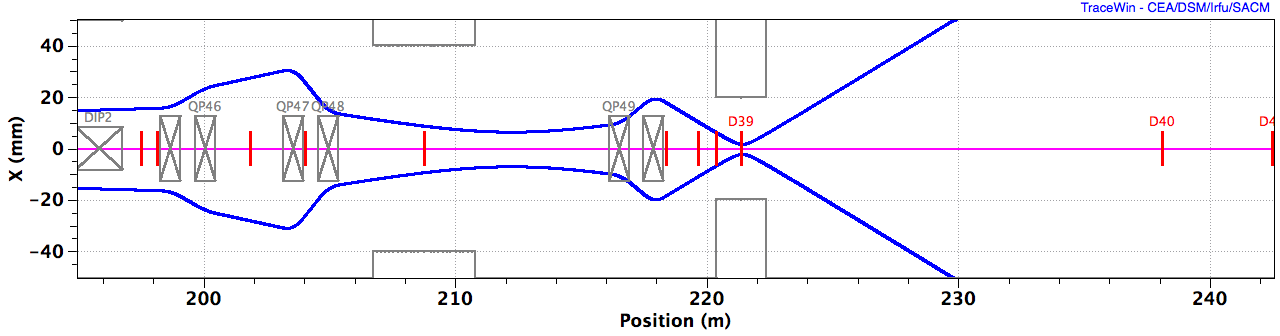 TraceWin - CEA/DSM/Irfu/SACM
X (mm)
40
20
0
−20
−40
DIP2
QP46
QP47
QP48
QP49
D39
D40
D4
200
210
220
230
240
Position (m)